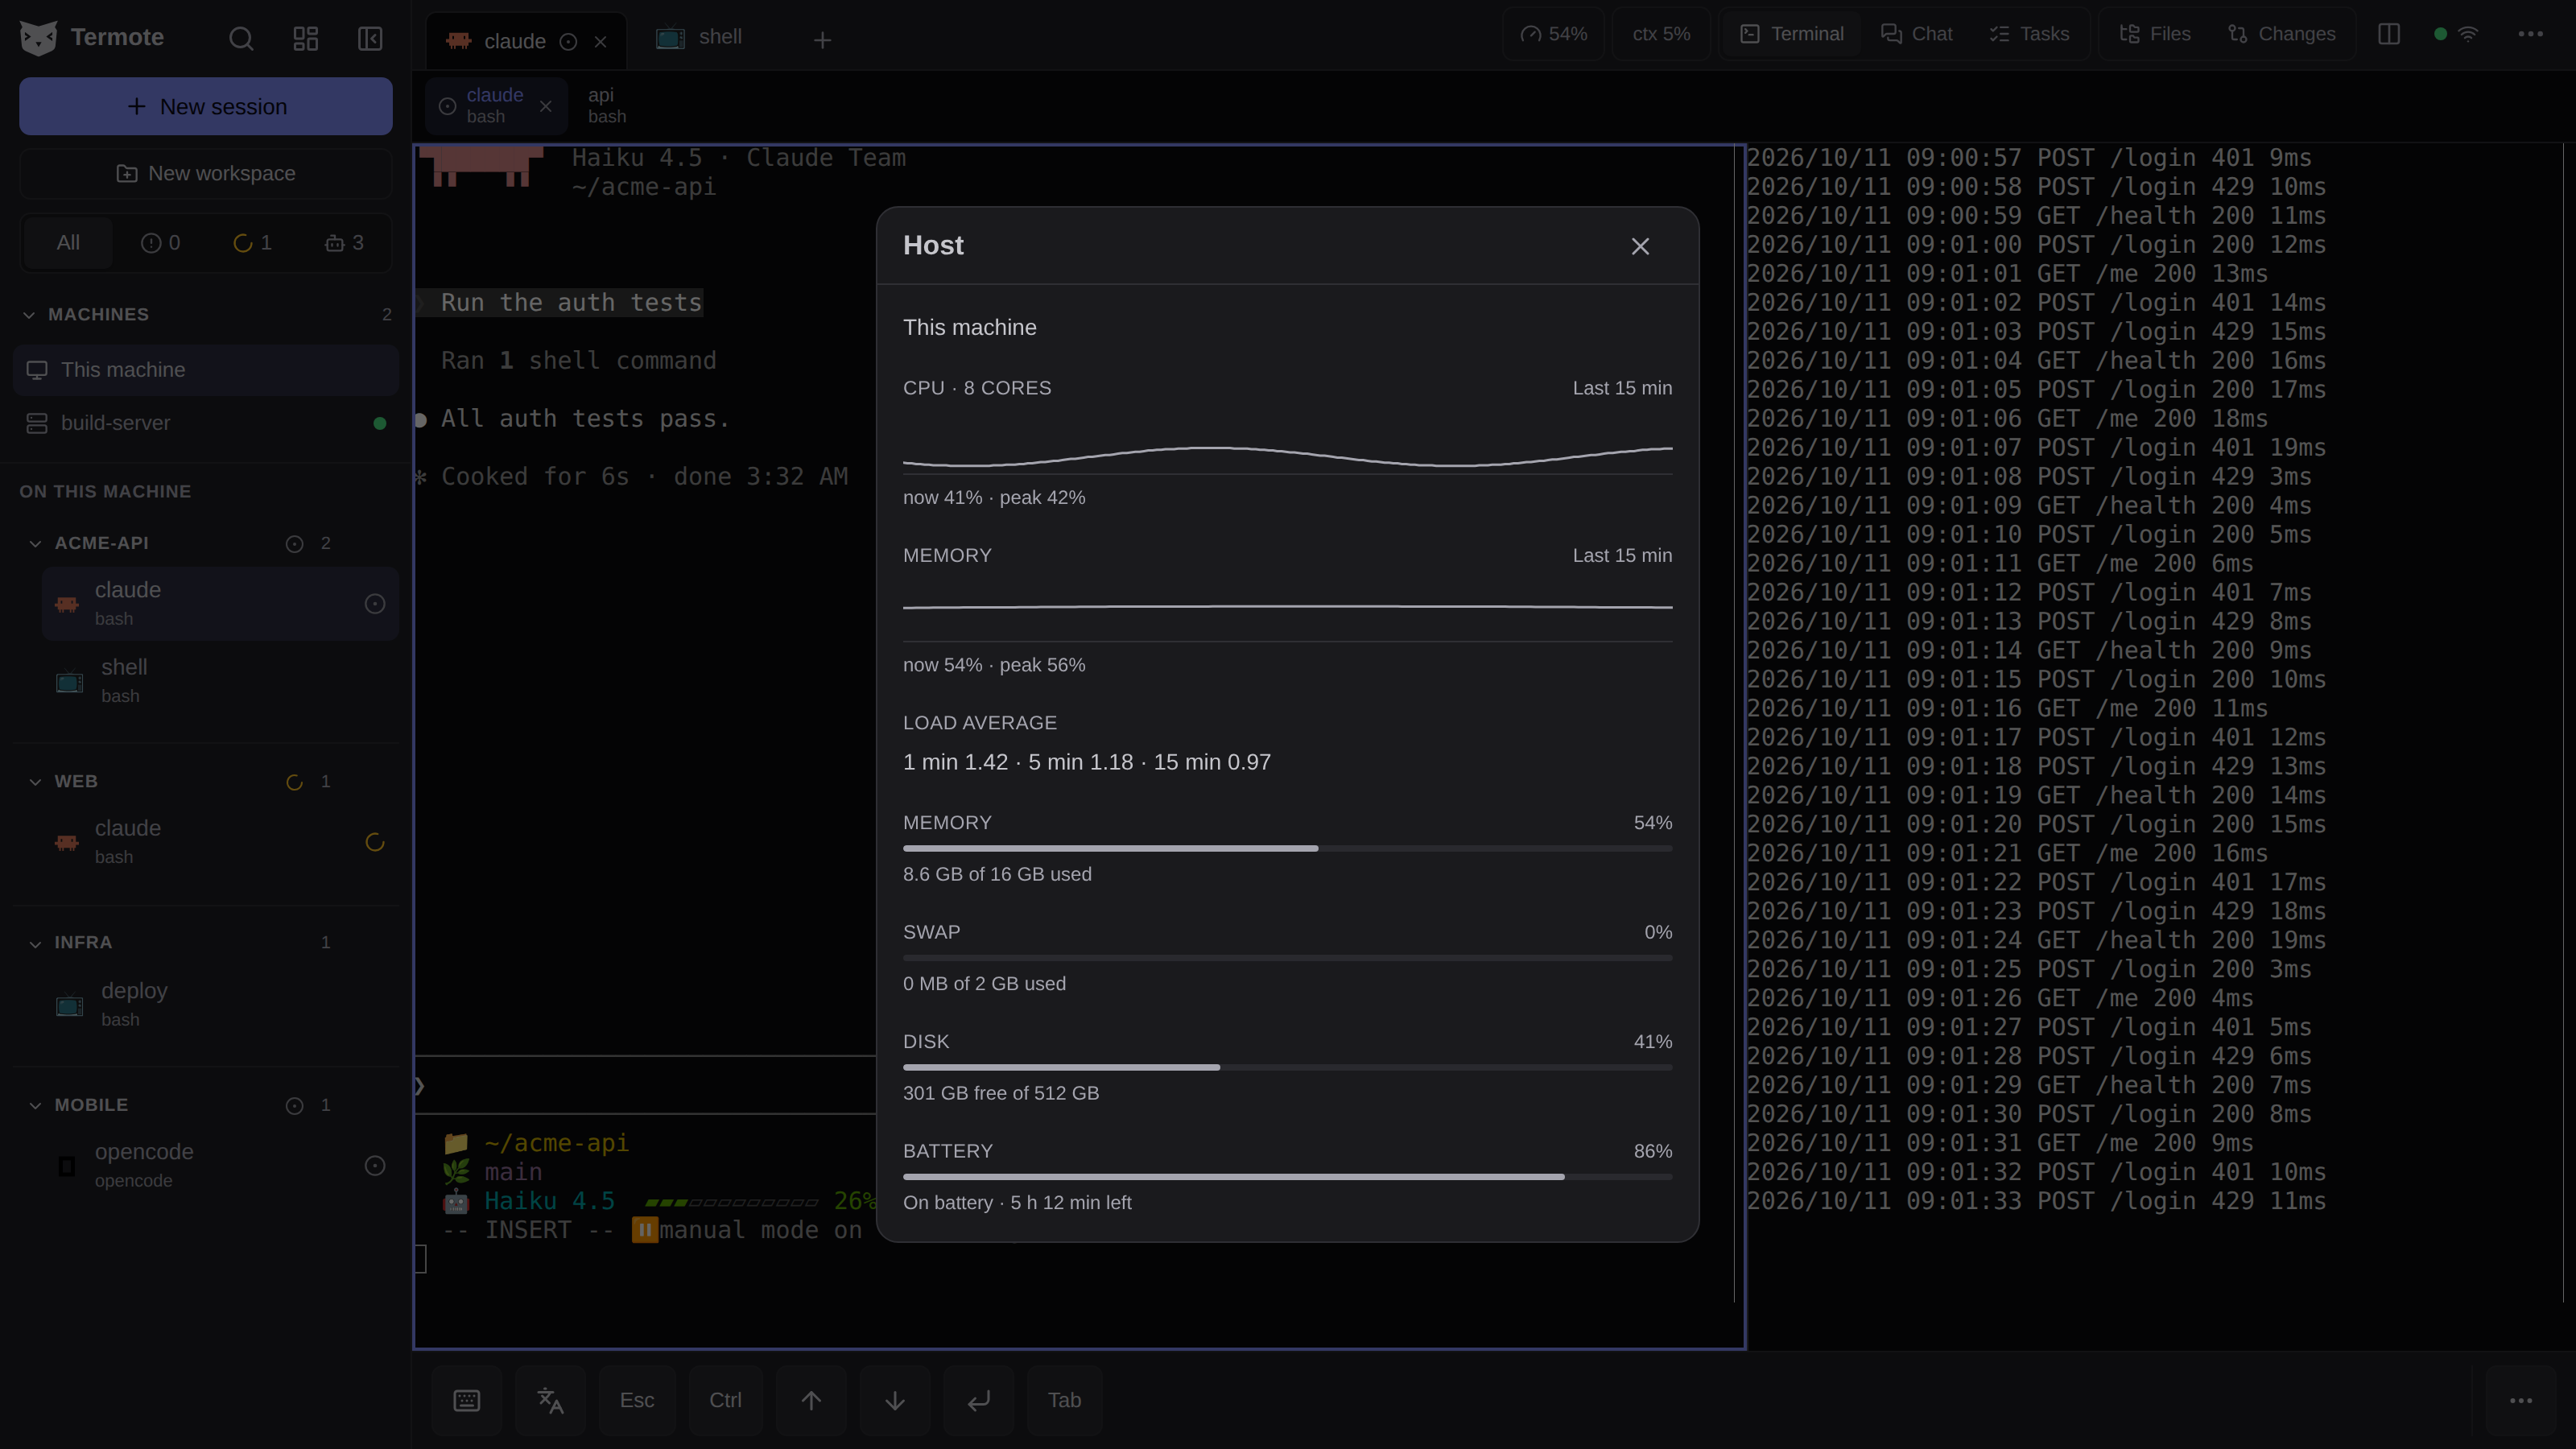 Termote
New session
New workspace
All
0
1
3
MACHINES
2
This machine
build-server
ON THIS MACHINE
ACME-API
2
claude
bash
shell
bash
WEB
1
claude
bash
INFRA
1
deploy
bash
MOBILE
1
opencode
opencode
claude
shell
54%
ctx 5%
Terminal
Chat
Tasks
Files
Changes
claude
bash
api
bash
Haiku 4.5 · Claude Team
~/acme-api
Run the auth tests
Ran 1 shell command
● All auth tests pass.
✻ Cooked for 6s · done 3:32 AM
❯
~/acme-api
main
Haiku 4.5 26%
-- INSERT -- ⏸manual mode on
Host
This machine
CPU · 8 CORES
Last 15 min
now 41% · peak 42%
MEMORY
Last 15 min
now 54% · peak 56%
LOAD AVERAGE
1 min 1.42 · 5 min 1.18 · 15 min 0.97
MEMORY
54%
8.6 GB of 16 GB used
SWAP
0%
0 MB of 2 GB used
DISK
41%
301 GB free of 512 GB
BATTERY
86%
On battery · 5 h 12 min left
2026/10/11 09:00:57 POST /login 401 9ms
2026/10/11 09:00:58 POST /login 429 10ms
2026/10/11 09:00:59 GET /health 200 11ms
2026/10/11 09:01:00 POST /login 200 12ms
2026/10/11 09:01:01 GET /me 200 13ms
2026/10/11 09:01:02 POST /login 401 14ms
2026/10/11 09:01:03 POST /login 429 15ms
2026/10/11 09:01:04 GET /health 200 16ms
2026/10/11 09:01:05 POST /login 200 17ms
2026/10/11 09:01:06 GET /me 200 18ms
2026/10/11 09:01:07 POST /login 401 19ms
2026/10/11 09:01:08 POST /login 429 3ms
2026/10/11 09:01:09 GET /health 200 4ms
2026/10/11 09:01:10 POST /login 200 5ms
2026/10/11 09:01:11 GET /me 200 6ms
2026/10/11 09:01:12 POST /login 401 7ms
2026/10/11 09:01:13 POST /login 429 8ms
2026/10/11 09:01:14 GET /health 200 9ms
2026/10/11 09:01:15 POST /login 200 10ms
2026/10/11 09:01:16 GET /me 200 11ms
2026/10/11 09:01:17 POST /login 401 12ms
2026/10/11 09:01:18 POST /login 429 13ms
2026/10/11 09:01:19 GET /health 200 14ms
2026/10/11 09:01:20 POST /login 200 15ms
2026/10/11 09:01:21 GET /me 200 16ms
2026/10/11 09:01:22 POST /login 401 17ms
2026/10/11 09:01:23 POST /login 429 18ms
2026/10/11 09:01:24 GET /health 200 19ms
2026/10/11 09:01:25 POST /login 200 3ms
2026/10/11 09:01:26 GET /me 200 4ms
2026/10/11 09:01:27 POST /login 401 5ms
2026/10/11 09:01:28 POST /login 429 6ms
2026/10/11 09:01:29 GET /health 200 7ms
2026/10/11 09:01:30 POST /login 200 8ms
2026/10/11 09:01:31 GET /me 200 9ms
2026/10/11 09:01:32 POST /login 401 10ms
2026/10/11 09:01:33 POST /login 429 11ms
Esc
Ctrl
Tab